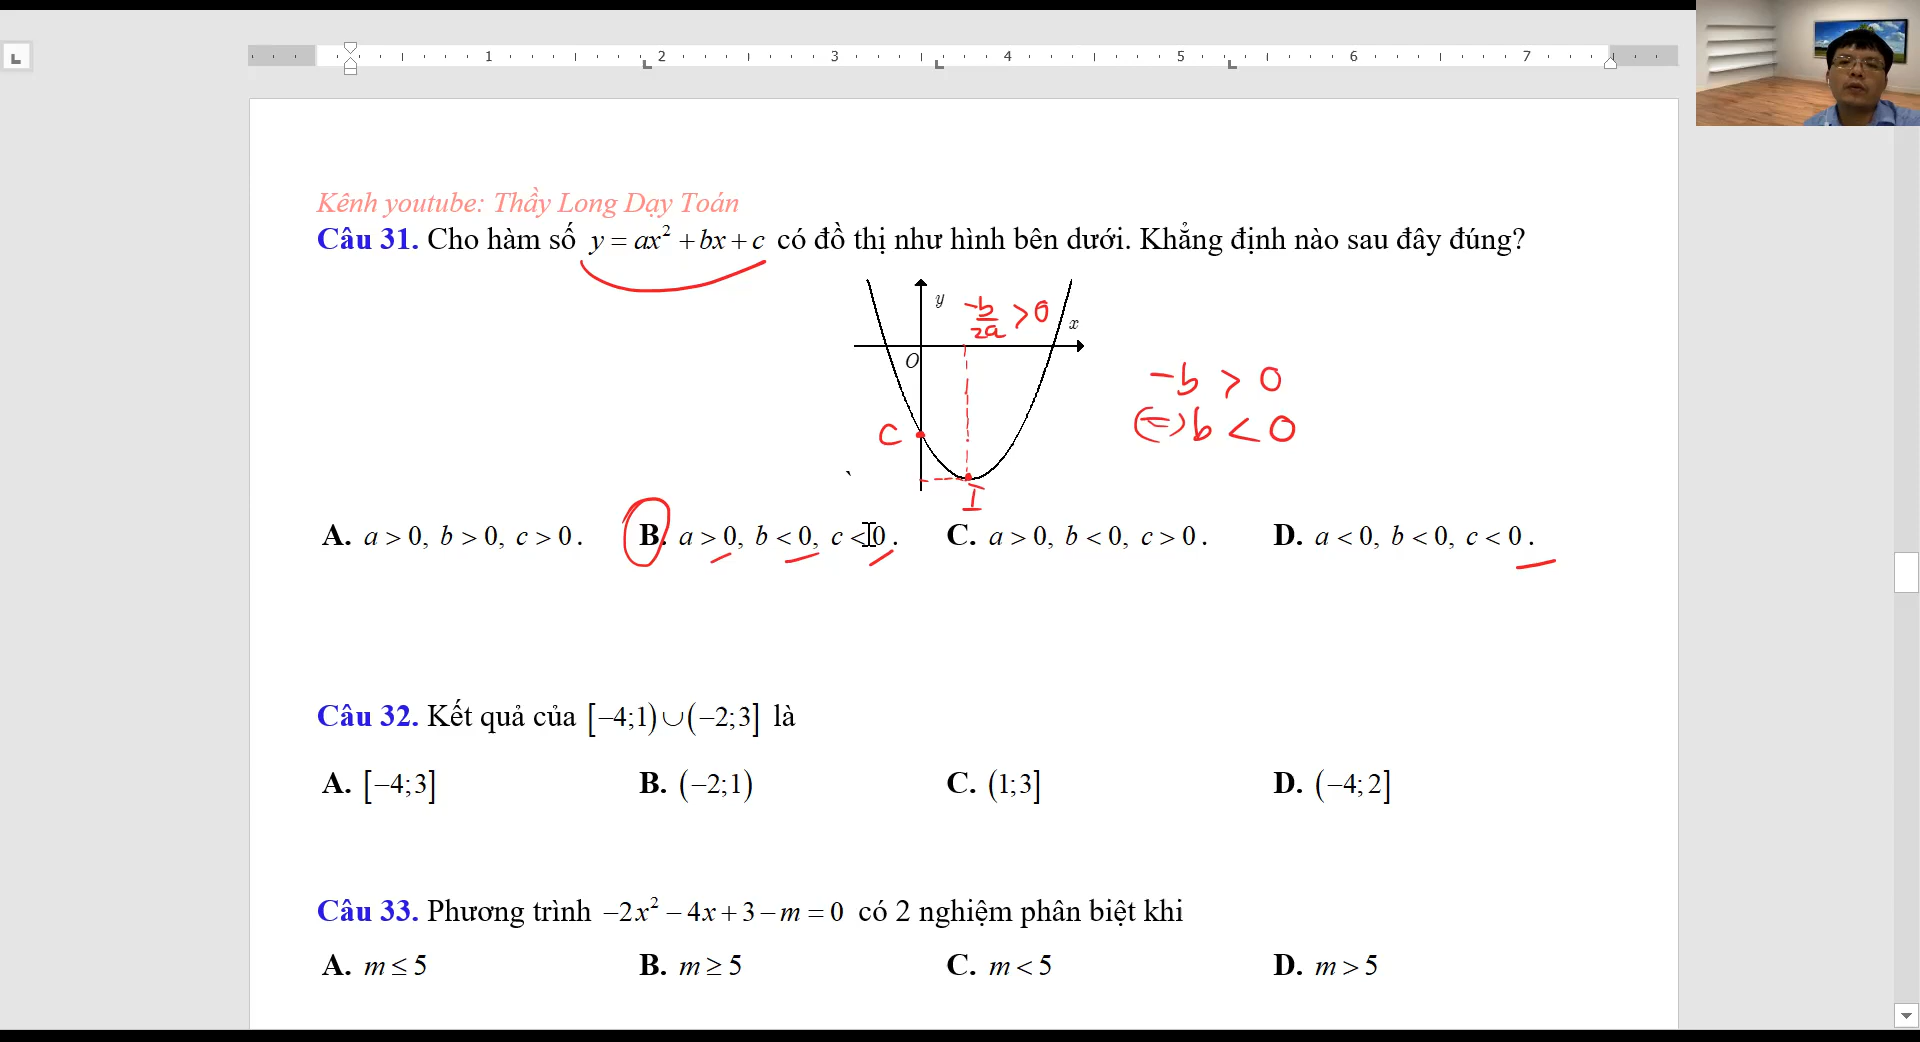 1 2 3 4 5 6 7
Kênh youtube: Thầy Long Dạy Toán
Câu 31. Cho hàm số y = ax² + bx + c có đồ thị như hình bên dưới. Khẳng định nào sau đây đúng?
y
-b/2a > 0
x
O
-b > 0
(=) b < 0
C
I
A. a > 0, b > 0, c > 0. B. a > 0, b < 0, c < 0. C. a > 0, b < 0, c > 0. D. a < 0, b < 0, c < 0.
Câu 32. Kết quả của [−4;1)∪(−2;3] là
A. [−4;3] B. (−2;1) C. (1;3] D. (−4;2]
Câu 33. Phương trình −2x² − 4x + 3 − m = 0 có 2 nghiệm phân biệt khi
A. m ≤ 5 B. m ≥ 5 C. m < 5 D. m > 5